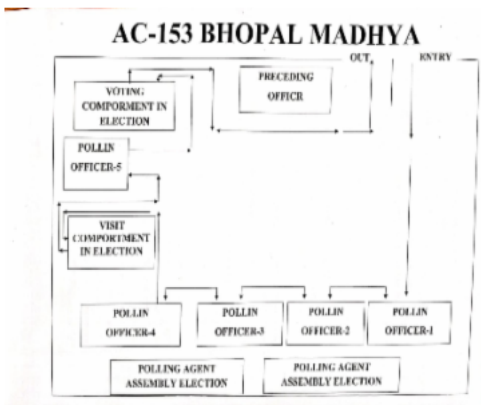 AC-153 BHOPAL MADHYA
OUT
ENTRY
VOTING
COMPORMENT IN
ELECTION
PRECEDING
OFFICR
POLLIN
OFFICER-5
VISIT
COMPORTMENT
IN ELECTION
POLLIN
OFFICER-4
POLLIN
OFFICER-3
POLLIN
OFFICER-2
POLLIN
OFFICER-1
POLLING AGENT
ASSEMBLY ELECTION
POLLING AGENT
ASSEMBLY ELECTION